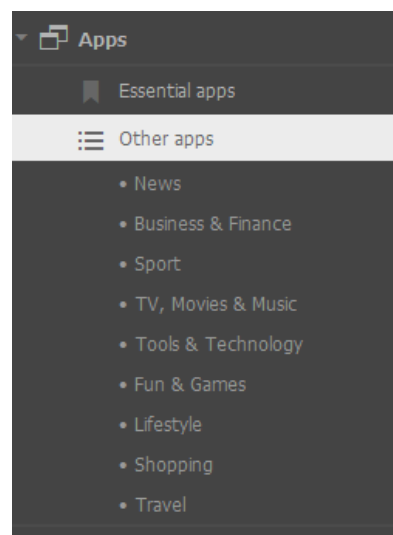 Apps
Essential apps
Other apps
• News
• Business & Finance
• Sport
• TV, Movies & Music
• Tools & Technology
• Fun & Games
• Lifestyle
• Shopping
• Travel